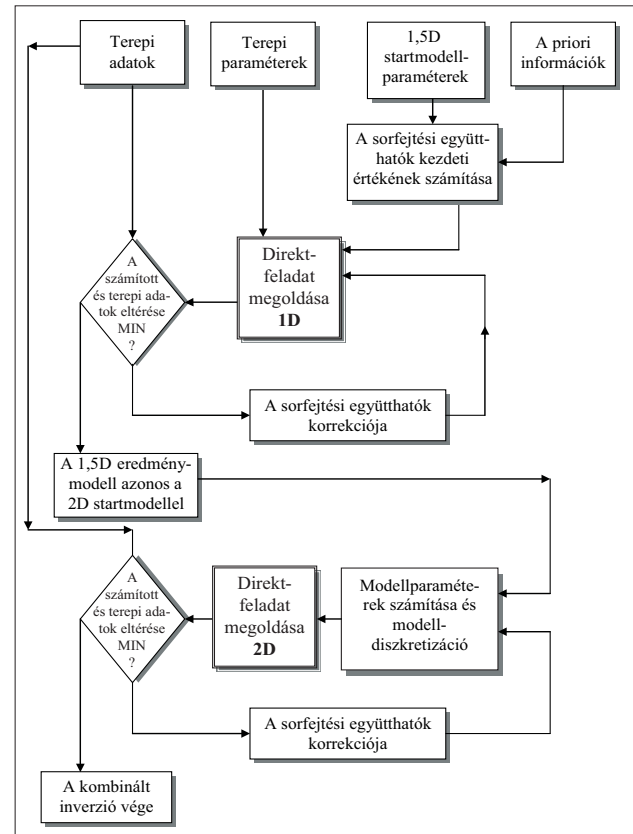 Terepi
adatok
Terepi
paraméterek
1,5D
startmodell-
paraméterek
A priori
információk
A sorfejtési együtt-
hatók kezdeti
értékének számítása
A
számított
és terepi ada-
tok eltérése
MIN
?
Direkt-
feladat
megoldása
1D
A sorfejtési együtthatók
korrekciója
A 1,5D eredmény-
modell azonos a
2D startmodellel
A
számított
és terepi ada-
tok eltérése
MIN
?
Direkt-
feladat
megoldása
2D
Modellparaméte-
rek számítása és
modell-
diszkretizáció
A sorfejtési együtthatók
korrekciója
A kombinált
inverzió vége